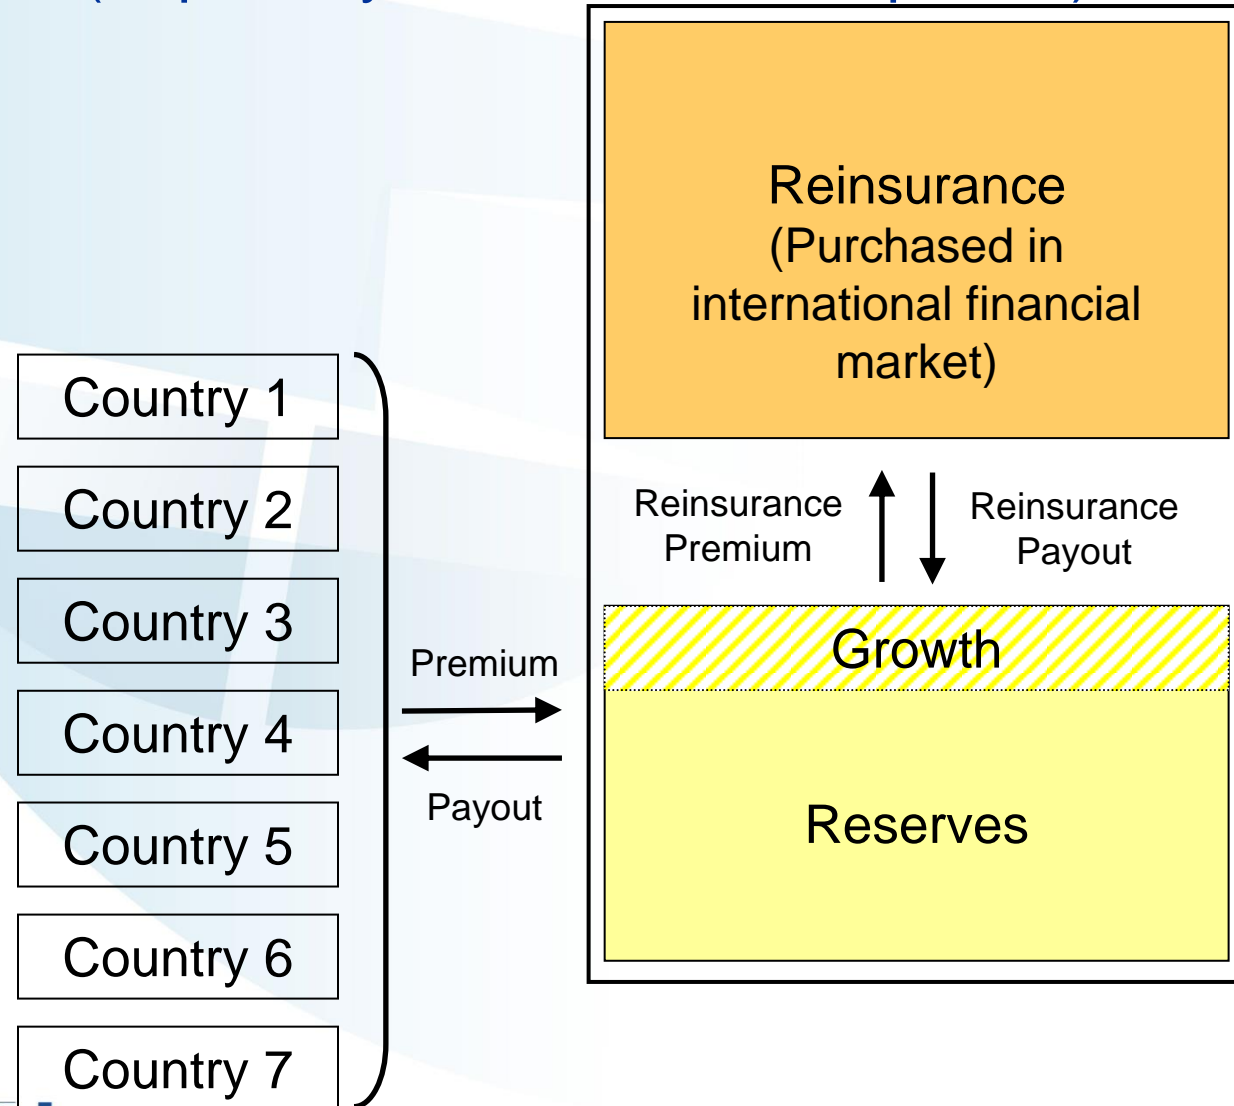 Reinsurance
(Purchased in
international financial
market)
Country 1
Country 2
Country 3
Country 4
Country 5
Country 6
Country 7
Premium
Payout
Reinsurance
Premium
Reinsurance
Payout
Growth
Reserves